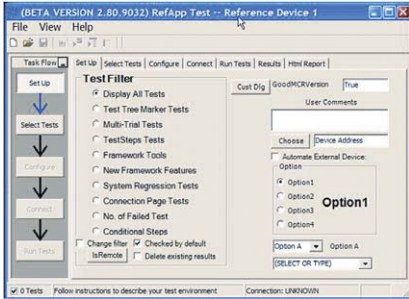 (BETA VERSION 2.80.9032) RefApp Test -- Reference Device 1
File View Help
Task Flow
Set Up
Select Tests
Configure
Connect
Run Tests
Set Up Select Tests Configure Connect Run Tests Results Html Report
Test Filter
Display All Tests
Test Tree Marker Tests
Multi-Trial Tests
TestSteps Tests
Framework Tools
New Framework Features
System Regression Tests
Connection Page Tests
No. of Failed Test
Conditional Steps
Change filter Checked by default
IsRemote Delete existing results
Cust Dlg GoodMCRVersion True
User Comments
Choose Device Address
Automate External Device:
Option
Option1
Option2
Option3
Option4
Option1
Option A Option A
(SELECT OR TYPE)
0 Tests Follow instructions to describe your test environment Connection: UNKNOWN